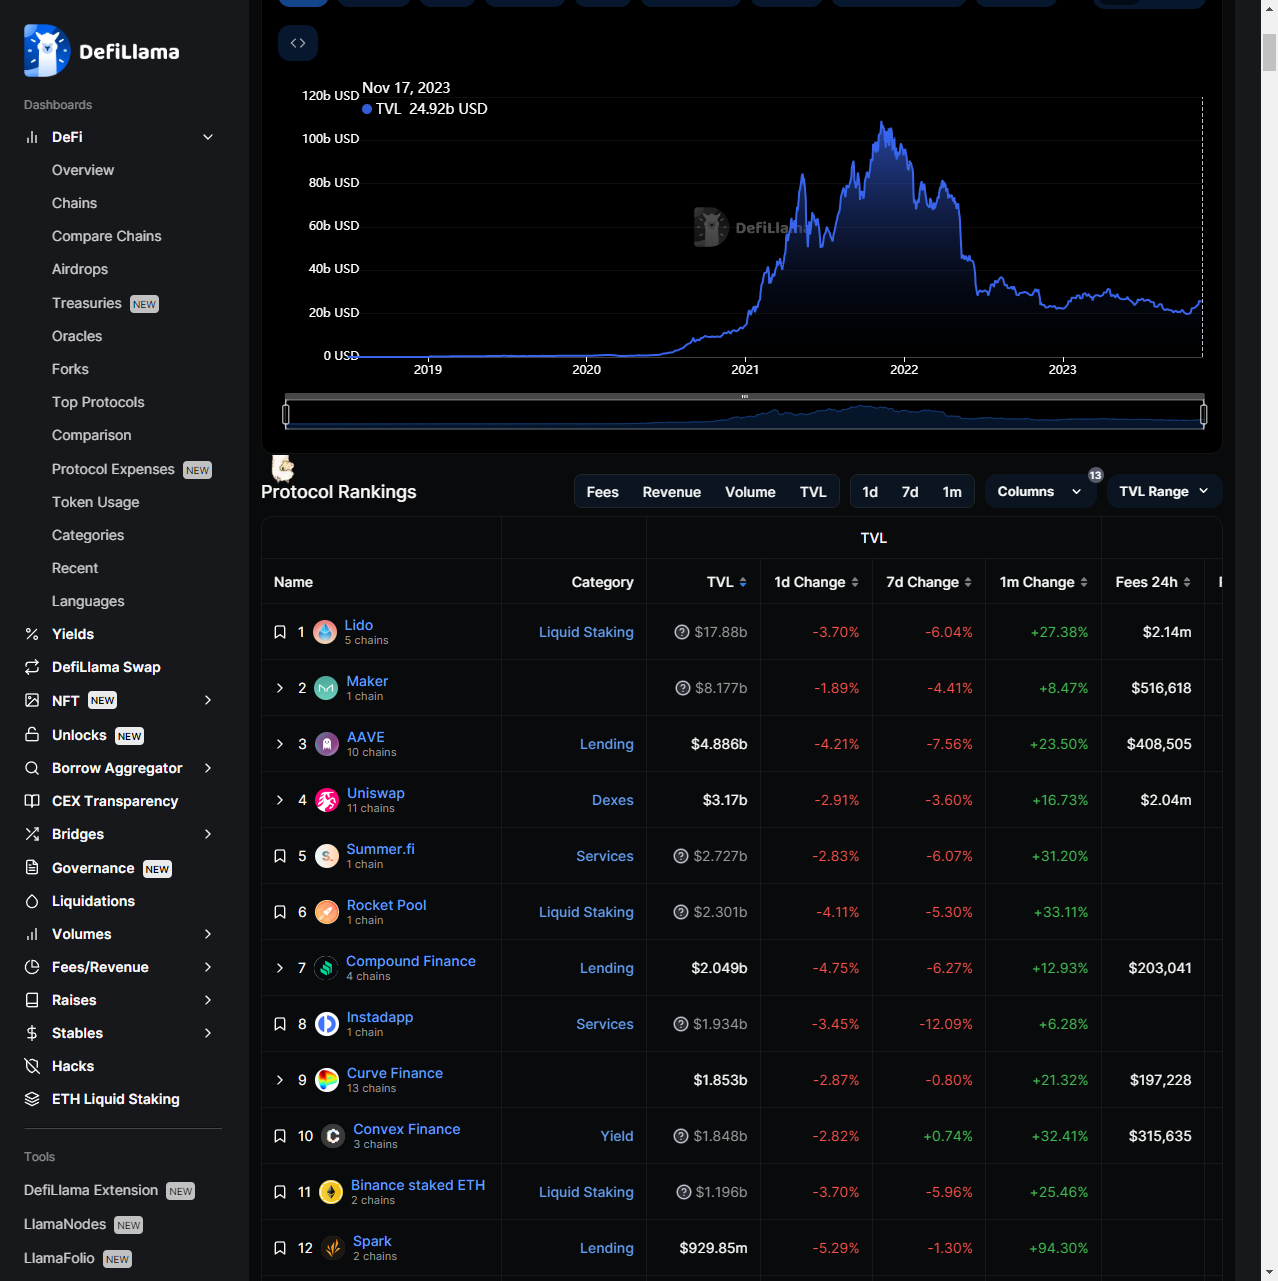 DefiLlama
Dashboards
DeFi
Overview
Chains
Compare Chains
Airdrops
Treasuries NEW
Oracles
Forks
Top Protocols
Comparison
Protocol Expenses NEW
Token Usage
Categories
Recent
Languages
Yields
DefiLlama Swap
NFT NEW
Unlocks NEW
Borrow Aggregator
CEX Transparency
Bridges
Governance NEW
Liquidations
Volumes
Fees/Revenue
Raises
Stables
Hacks
ETH Liquid Staking
Tools
DefiLlama Extension NEW
LlamaNodes NEW
LlamaFolio NEW
Nov 17, 2023
TVL 24.92b USD
120b USD
100b USD
80b USD
60b USD
40b USD
20b USD
0 USD
DefiLlama
2019 2020 2021 2022 2023
Protocol Rankings
Fees Revenue Volume TVL
1d 7d 1m
Columns 13
TVL Range
TVL
Name Category TVL 1d Change 7d Change 1m Change Fees 24h
1 Lido Liquid Staking $17.88b -3.70% -6.04% +27.38% $2.14m
5 chains
2 Maker $8.177b -1.89% -4.41% +8.47% $516,618
1 chain
3 AAVE Lending $4.886b -4.21% -7.56% +23.50% $408,505
10 chains
4 Uniswap Dexes $3.17b -2.91% -3.60% +16.73% $2.04m
11 chains
5 Summer.fi Services $2.727b -2.83% -6.07% +31.20%
1 chain
6 Rocket Pool Liquid Staking $2.301b -4.11% -5.30% +33.11%
1 chain
7 Compound Finance Lending $2.049b -4.75% -6.27% +12.93% $203,041
4 chains
8 Instadapp Services $1.934b -3.45% -12.09% +6.28%
1 chain
9 Curve Finance $1.853b -2.87% -0.80% +21.32% $197,228
13 chains
10 Convex Finance Yield $1.848b -2.82% +0.74% +32.41% $315,635
3 chains
11 Binance staked ETH Liquid Staking $1.196b -3.70% -5.96% +25.46%
2 chains
12 Spark Lending $929.85m -5.29% -1.30% +94.30%
2 chains